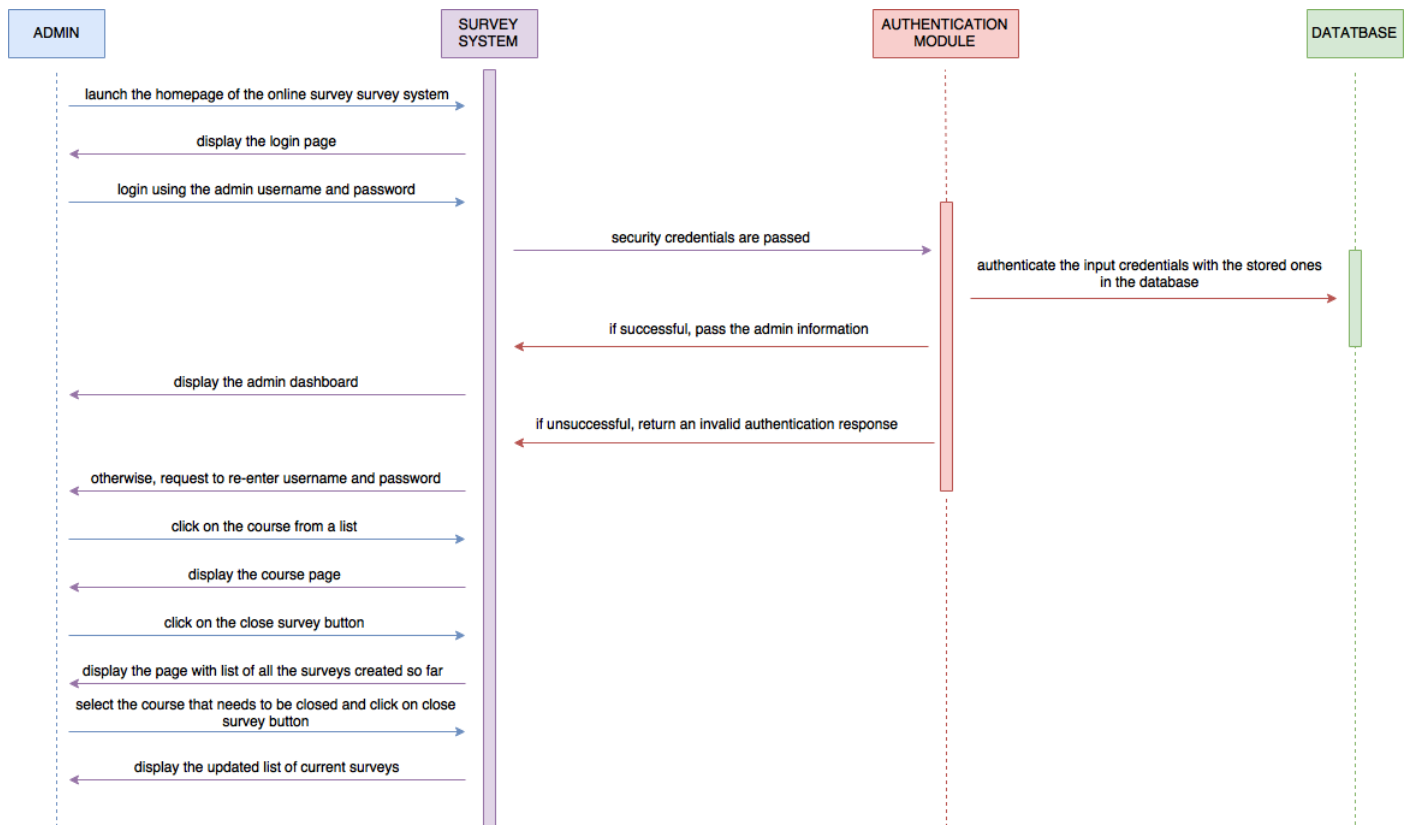 ADMIN
SURVEY
SYSTEM
AUTHENTICATION
MODULE
DATATBASE
launch the homepage of the online survey survey system
display the login page
login using the admin username and password
security credentials are passed
authenticate the input credentials with the stored ones
in the database
if successful, pass the admin information
display the admin dashboard
if unsuccessful, return an invalid authentication response
otherwise, request to re-enter username and password
click on the course from a list
display the course page
click on the close survey button
display the page with list of all the surveys created so far
select the course that needs to be closed and click on close
survey button
display the updated list of current surveys